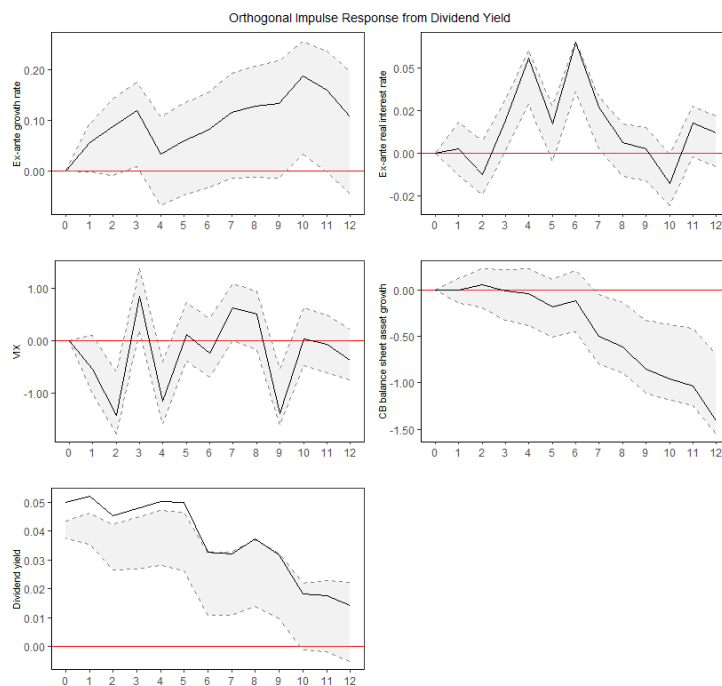 Orthogonal Impulse Response from Dividend Yield
Ex-ante growth rate
0.20
0.10
0.00
0 1 2 3 4 5 6 7 8 9 10 11 12
Ex-ante real interest rate
0.05
0.02
0.00
-0.02
0 1 2 3 4 5 6 7 8 9 10 11 12
VIX
1.00
0.00
-1.00
0 1 2 3 4 5 6 7 8 9 10 11 12
CB balance sheet asset growth
0.00
-0.50
-1.00
-1.50
0 1 2 3 4 5 6 7 8 9 10 11 12
Dividend yield
0.05
0.04
0.03
0.02
0.01
0.00
0 1 2 3 4 5 6 7 8 9 10 11 12